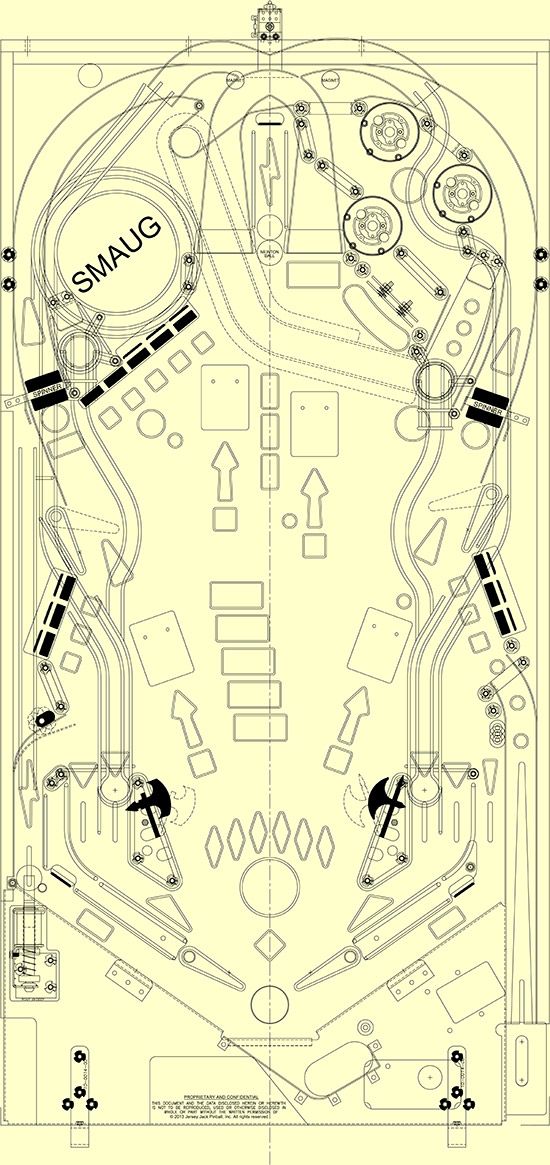 MAGNET
MAGNET
SMAUG
NEWTON
BALL
SPINNER
SPINNER
PROPRIETARY AND CONFIDENTIAL
THIS DOCUMENT AND THE DATA DISCLOSED HEREIN OR HEREWITH
IS NOT TO BE REPRODUCED, USED OR OTHERWISE DISCLOSED IN
WHOLE OR PART WITHOUT THE WRITTEN PERMISSION OF
© 2013 Jersey Jack Pinball, Inc. All rights reserved.